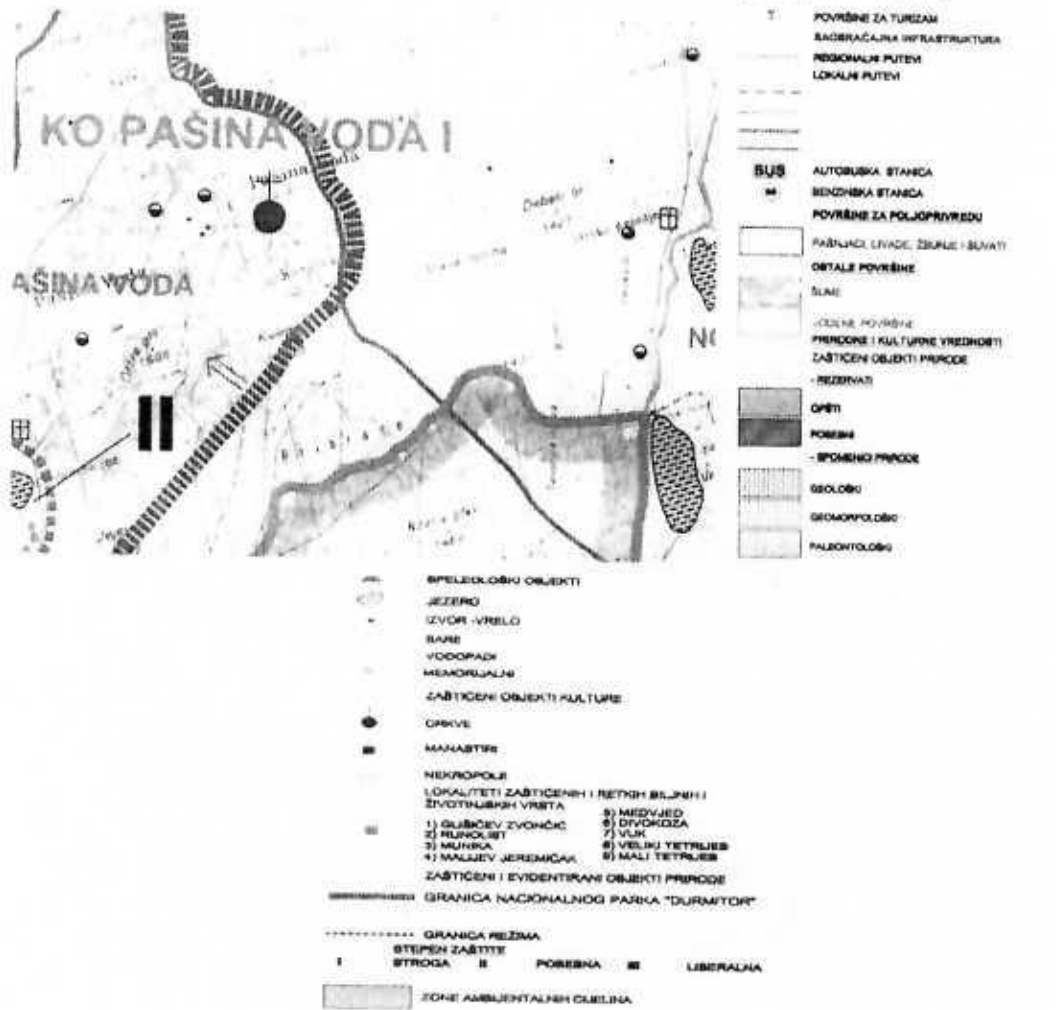 KO PAŠINA VODA I
AŠINA VODA
II
POVRŠINE ZA TURIZAM
SAOBRAĆAJNA INFRASTRUKTURA
REGIONALNI PUTEVI
LOKALNI PUTEVI
BUS AUTOBUSKA STANICA
BENZINSKA STANICA
POVRŠINE ZA POLJOPRIVREDU
PAŠNJACI, LIVADE, ŽBUNJE I SUVATI
OSTALE POVRŠINE
ŠUME
VODENE POVRŠINE
PRIRODNE I KULTURNE VREDNOSTI
ZAŠTIĆENI OBJEKTI PRIRODE
- REZERVATI
OPŠTI
POSEBNI
- SPOMENICI PRIRODE
GEOLOŠKI
GEOMORFOLOŠKI
PALEONTOLOŠKI
SPELEOLOŠKI OBJEKTI
JEZERO
IZVOR -VRELO
BARE
VODOPADI
MEMORIJALNI
ZAŠTIĆENI OBJEKTI KULTURE
CRKVE
MANASTIRI
NEKROPOLE
LOKALITETI ZAŠTIĆENIH I RETKIH BILJNIH I
ŽIVOTINJSKIH VRSTA
1) GUŠIĆEV ZVONČIĆ 5) MEDVJED
2) RUNOLIST 6) DIVOKOZA
3) MUNIKA 7) VUK
4) MALIJEV JEREMIČAK 8) VELIKI TETRIJEB
9) MALI TETRIJEB
ZAŠTIĆENI I EVIDENTIRANI OBJEKTI PRIRODE
GRANICA NACIONALNOG PARKA "DURMITOR"
GRANICA REŽIMA
STEPEN ZAŠTITE
I STROGA II POSEBNA III LIBERALNA
ZONE AMBIJENTALNIH CJELINA